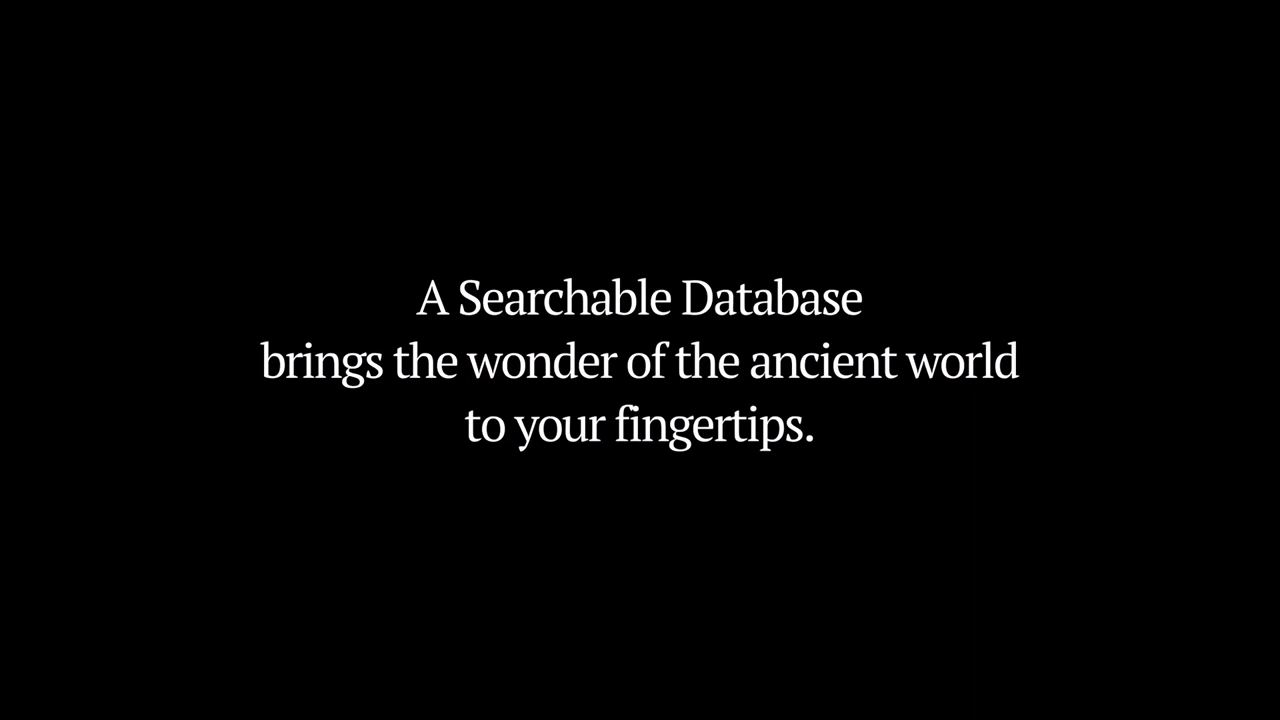 A Searchable Database
brings the wonder of the ancient world
to your fingertips.